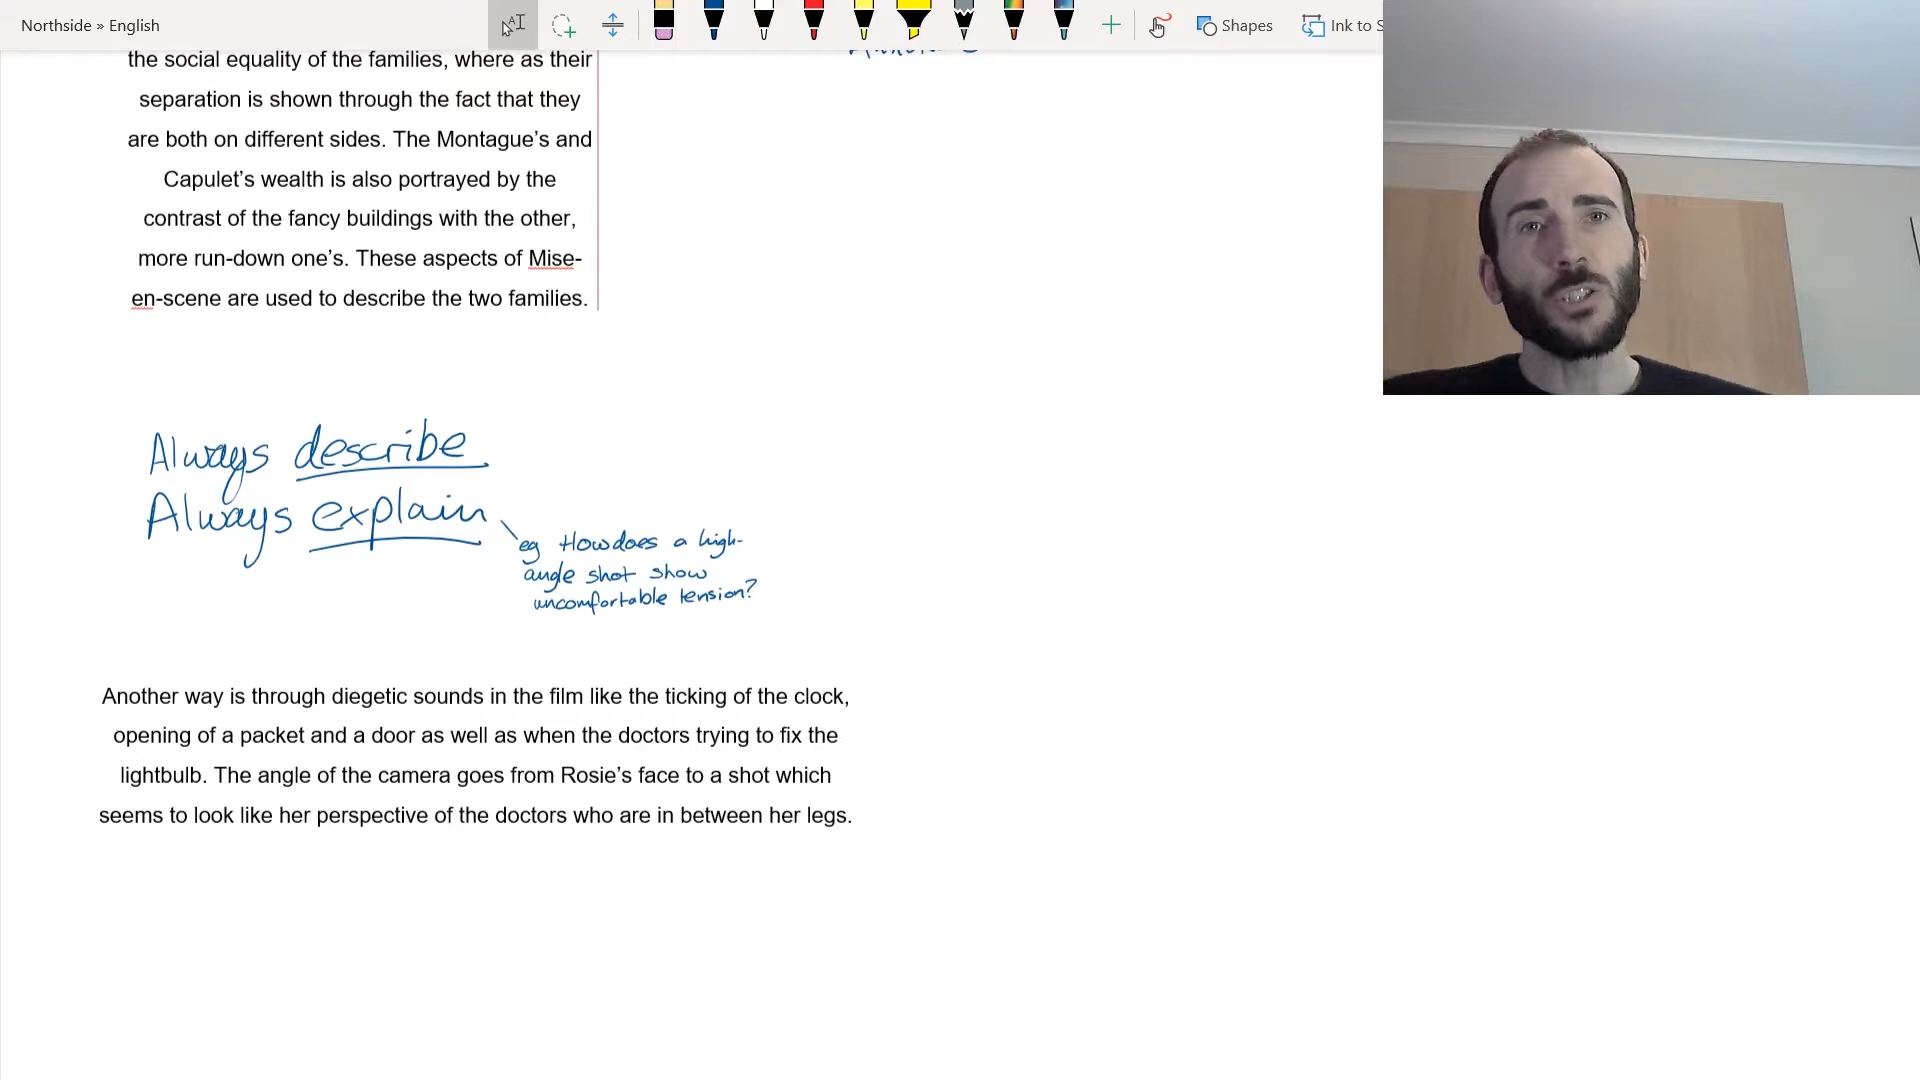 Northside » English
Shapes
Ink to S
the social equality of the families, where as their
separation is shown through the fact that they
are both on different sides. The Montague’s and
Capulet’s wealth is also portrayed by the
contrast of the fancy buildings with the other,
more run-down one’s. These aspects of Mise-
en-scene are used to describe the two families.
Always describe
Always explain
eg How does a high-
angle shot show
uncomfortable tension?
Another way is through diegetic sounds in the film like the ticking of the clock,
opening of a packet and a door as well as when the doctors trying to fix the
lightbulb. The angle of the camera goes from Rosie’s face to a shot which
seems to look like her perspective of the doctors who are in between her legs.